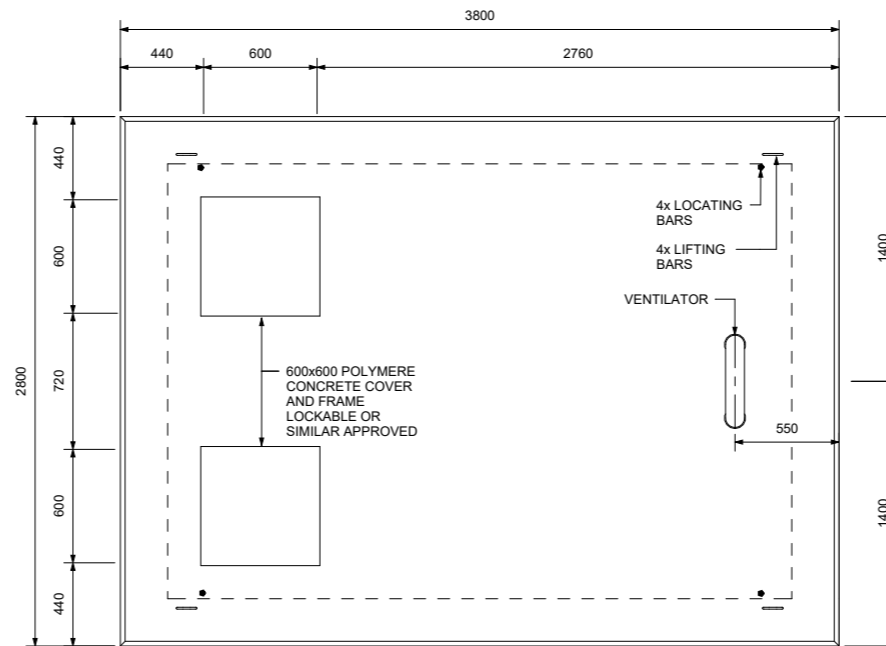 3800
440
600
2760
2800
440
600
720
600
440
4x LOCATING
BARS
4x LIFTING
BARS
VENTILATOR
600x600 POLYMERE
CONCRETE COVER
AND FRAME
LOCKABLE OR
SIMILAR APPROVED
550
1400
1400